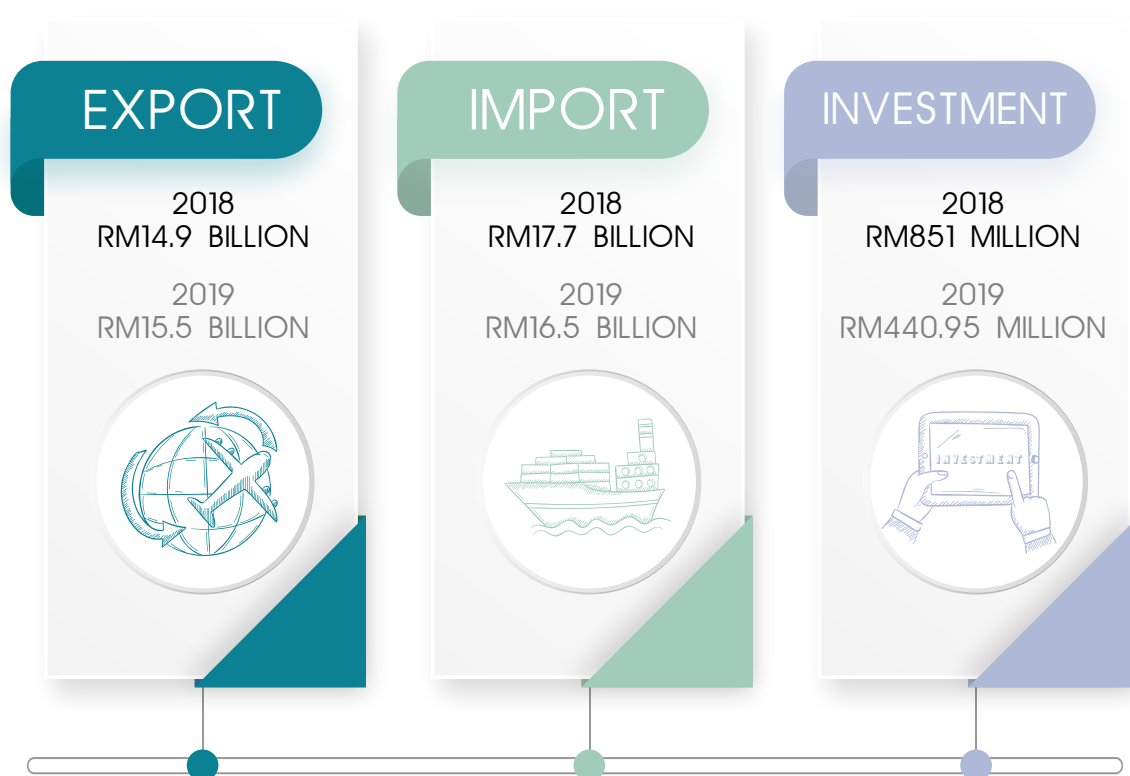 EXPORT
2018
RM14.9 BILLION
2019
RM15.5 BILLION
IMPORT
2018
RM17.7 BILLION
2019
RM16.5 BILLION
INVESTMENT
2018
RM851 MILLION
2019
RM440.95 MILLION
INVESTMENT